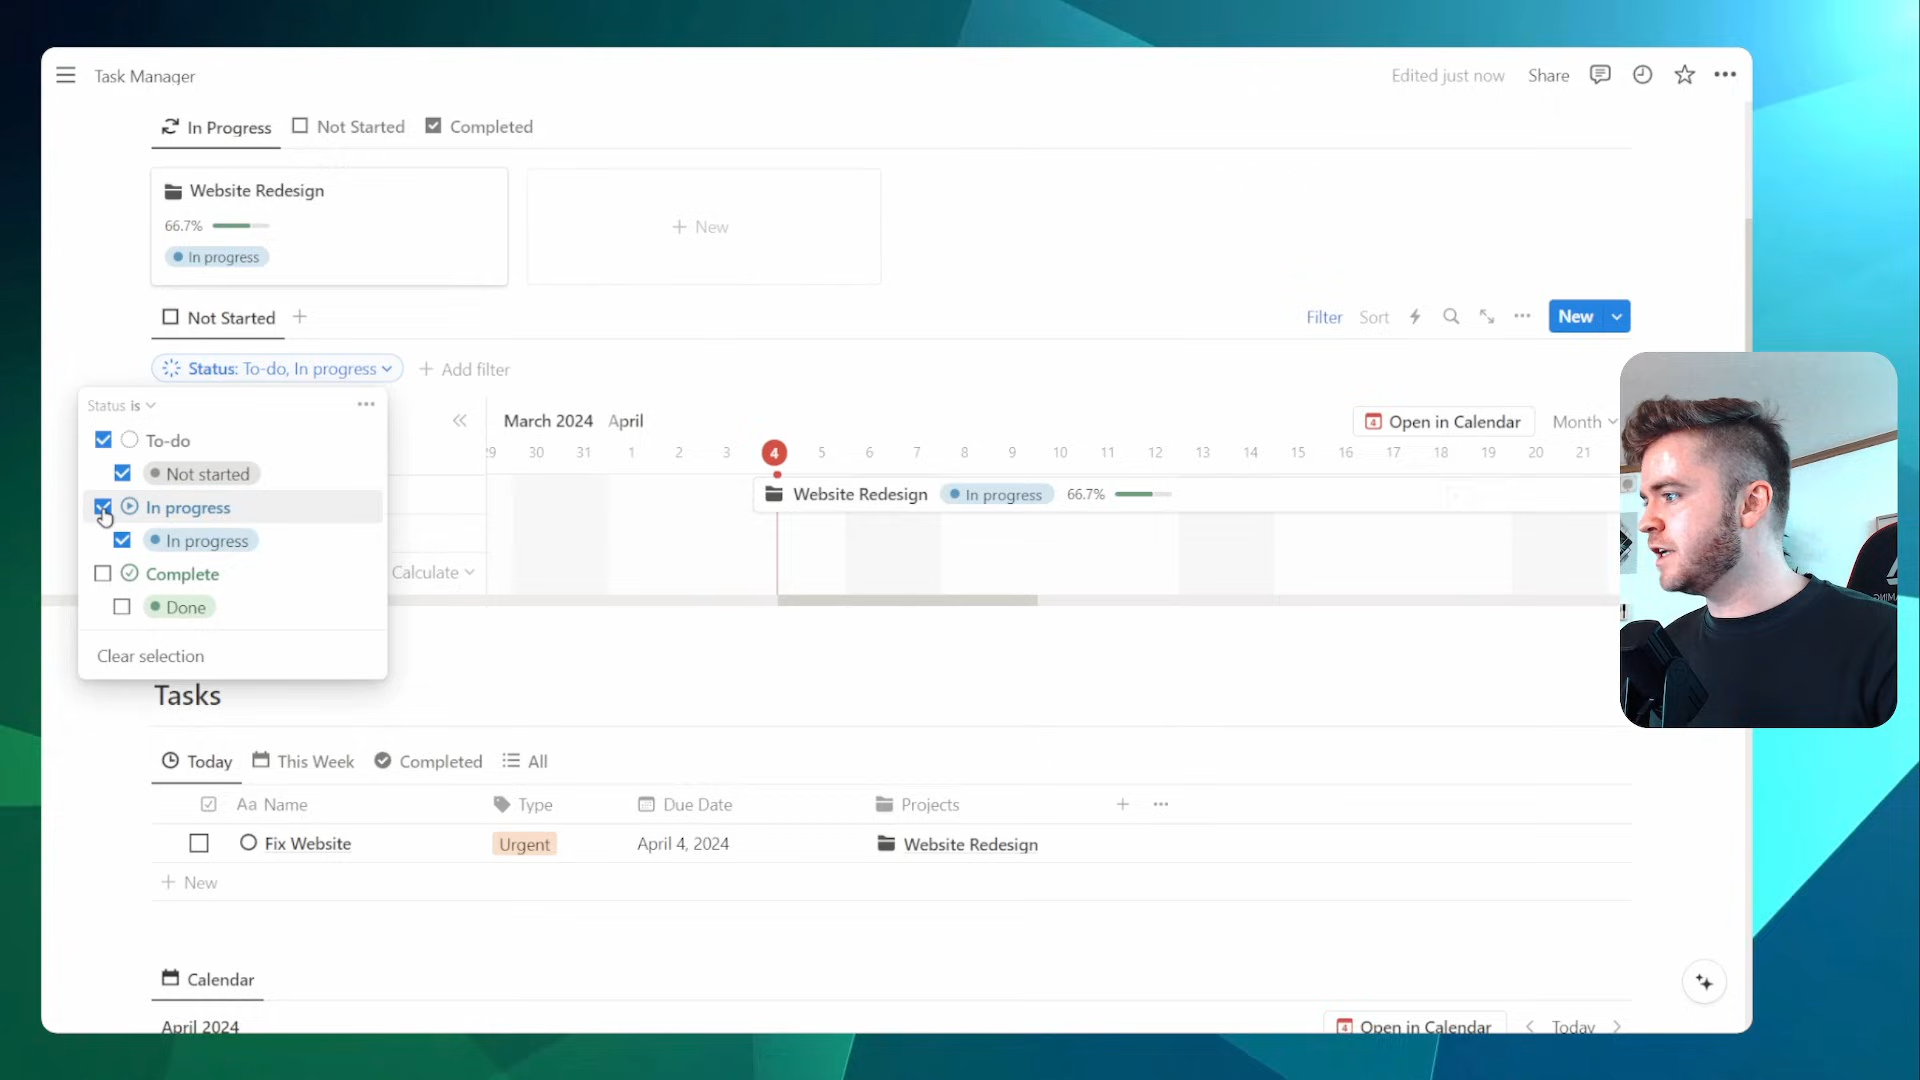 Task Manager
Edited just now Share
In Progress Not Started Completed
Website Redesign
66.7%
In progress
+ New
Not Started +
Filter Sort New
Status: To-do, In progress + Add filter
Status is
To-do
Not started
In progress
In progress
Complete
Done
Clear selection
March 2024 April Open in Calendar Month
29 30 31 1 2 3 4 5 6 7 8 9 10 11 12 13 14 15 16 17 18 19 20 21
Website Redesign In progress 66.7%
Calculate
Tasks
Today This Week Completed All
Aa Name Type Due Date Projects +
Fix Website Urgent April 4, 2024 Website Redesign
+ New
Calendar
April 2024 4 Open in Calendar Today